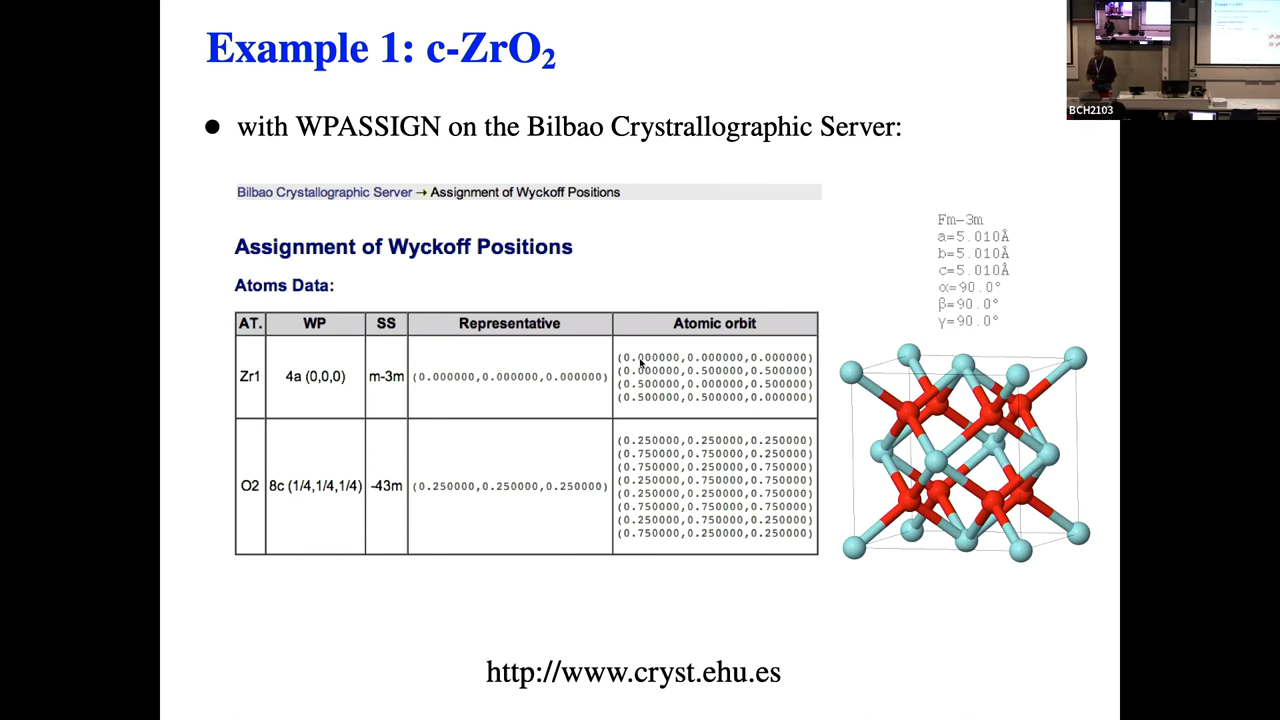 Example 1: c-ZrO₂
BCH2103
● with WPASSIGN on the Bilbao Crystrallographic Server:
Bilbao Crystallographic Server → Assignment of Wyckoff Positions
Assignment of Wyckoff Positions
Atoms Data:
AT. WP SS Representative Atomic orbit
Zr1 4a (0,0,0) m-3m (0.000000,0.000000,0.000000)
(0.000000,0.000000,0.000000)
(0.000000,0.500000,0.500000)
(0.500000,0.000000,0.500000)
(0.500000,0.500000,0.000000)
O2 8c (1/4,1/4,1/4) -43m (0.250000,0.250000,0.250000)
(0.250000,0.250000,0.250000)
(0.750000,0.750000,0.250000)
(0.750000,0.250000,0.750000)
(0.250000,0.750000,0.750000)
(0.250000,0.250000,0.750000)
(0.750000,0.750000,0.750000)
(0.250000,0.750000,0.250000)
(0.750000,0.250000,0.250000)
Fm-3m
a=5.010Å
b=5.010Å
c=5.010Å
α=90.0°
β=90.0°
γ=90.0°
http://www.cryst.ehu.es